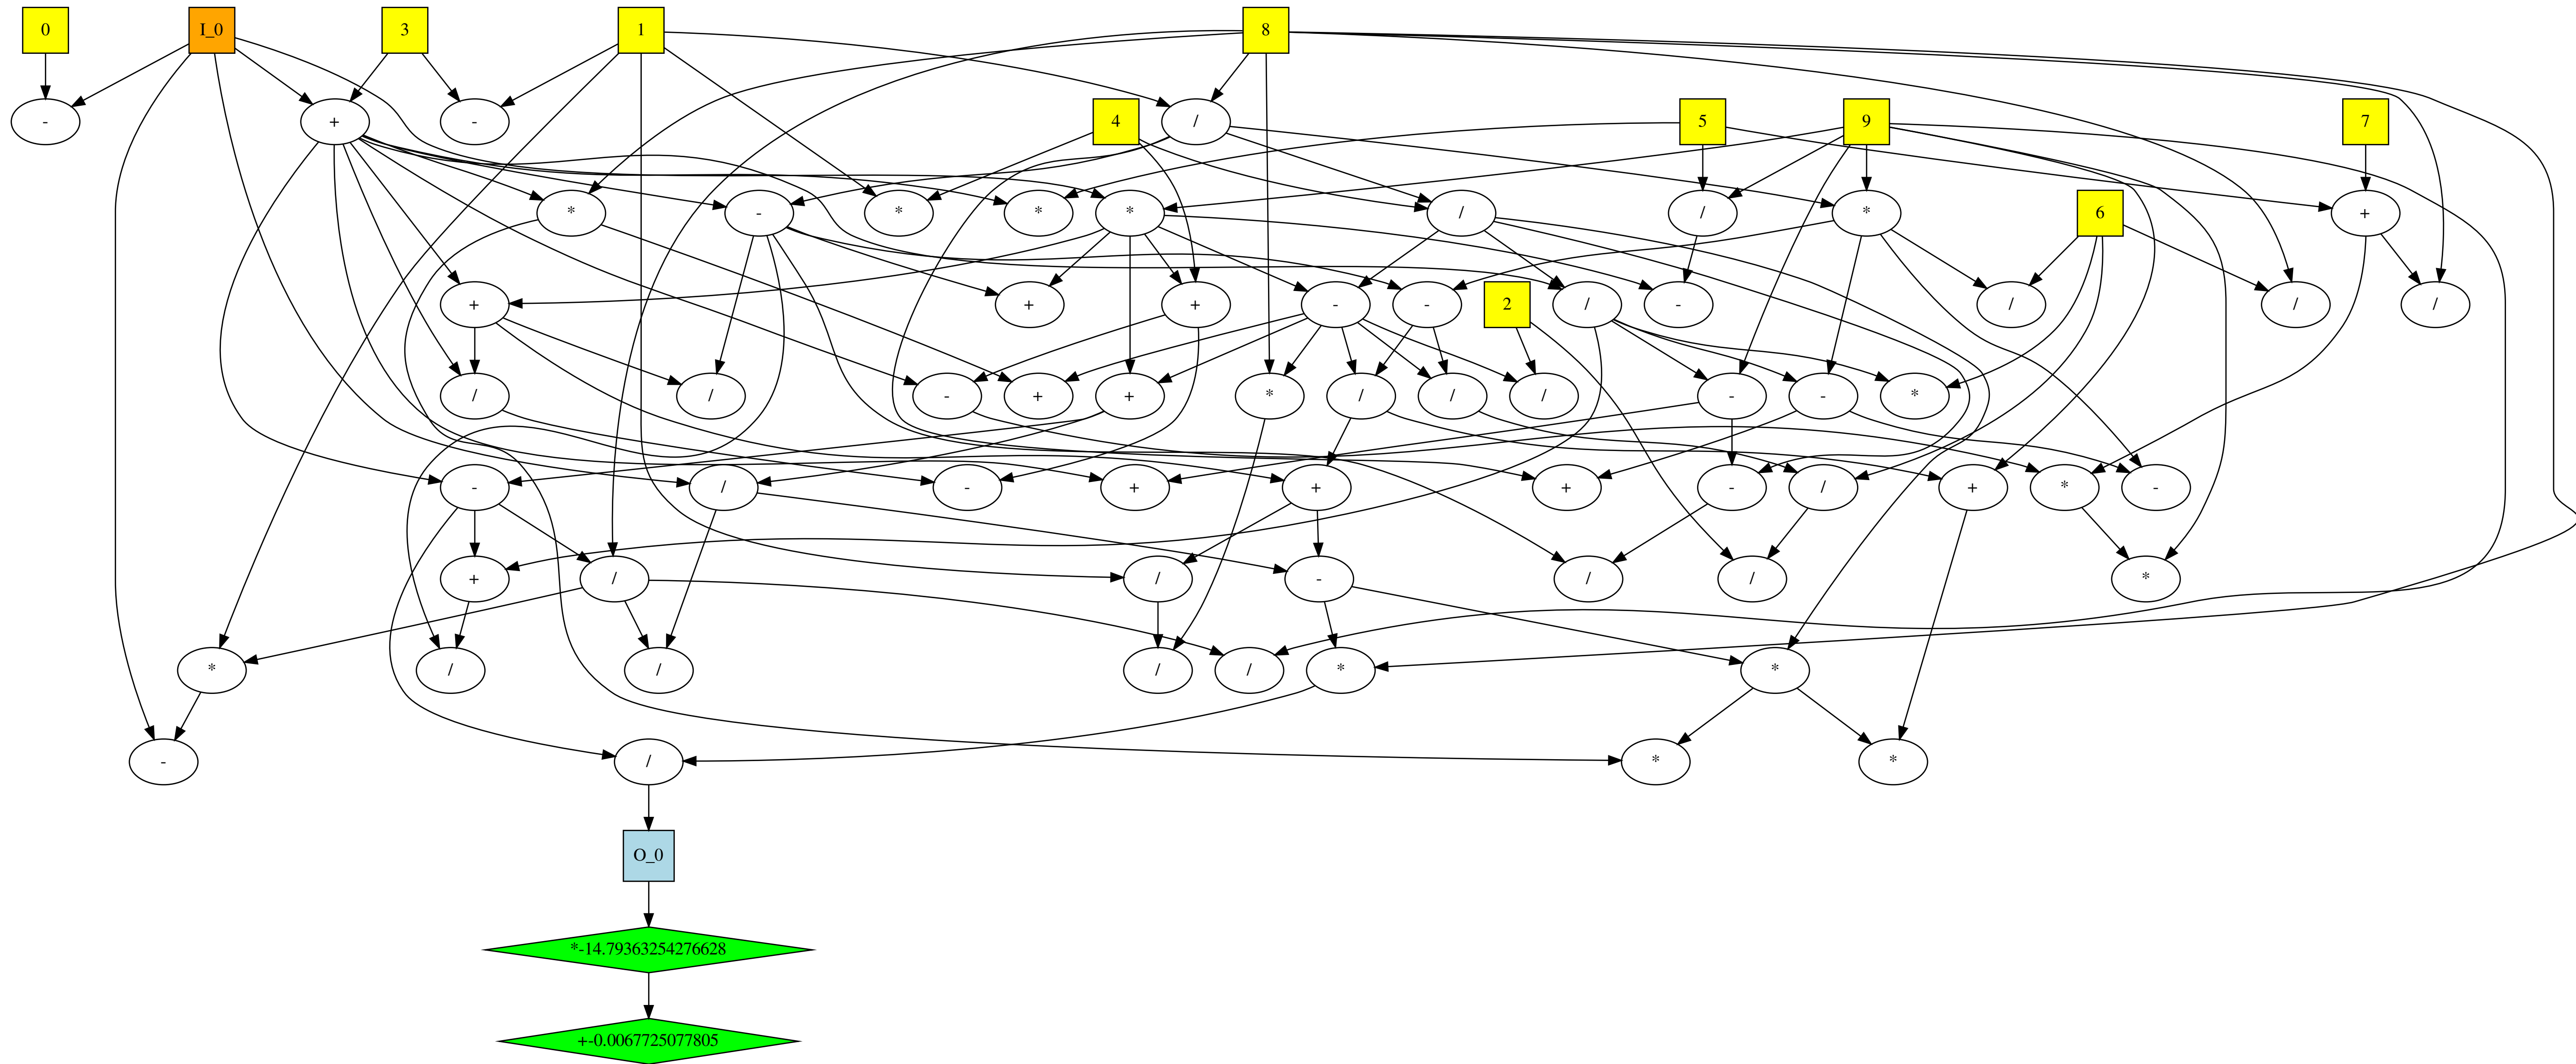 0 I_0 3 1 8
- + - / 4 5 9 7
* - * * * / / * 6 +
+ + + - - 2 / - / / /
/ / - + + * / / / - - *
- / - + + + - / + * -
+ / / - / / *
* / / / / * *
- / * *
O_0
*-14.79363254276628
+-0.0067725077805